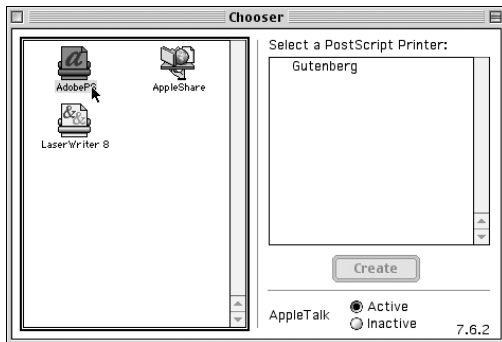 Chooser
AdobePS
AppleShare
LaserWriter 8
Select a PostScript Printer:
Gutenberg
Create
AppleTalk
Active
Inactive
7.6.2